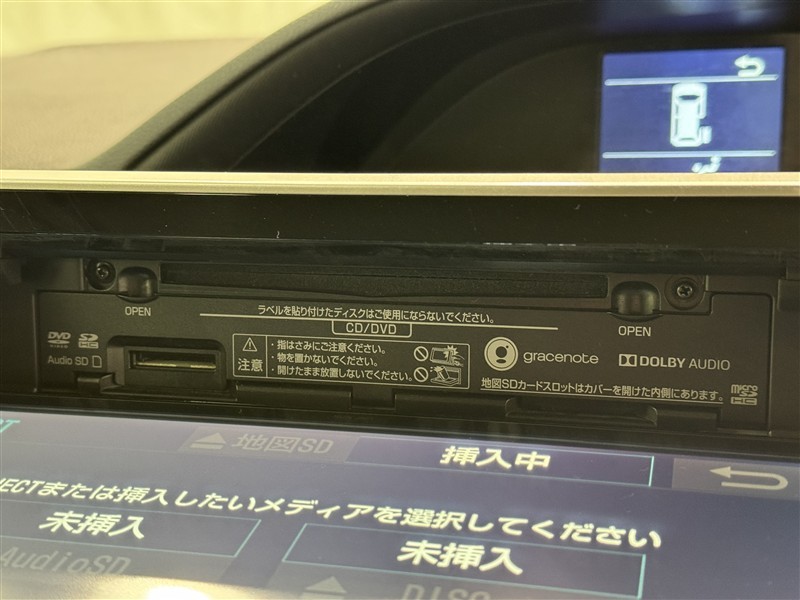 OPEN
ラベルを貼り付けたディスクはご使用にならないでください。
CD/DVD
OPEN
DVD
VIDEO
SD
HC
Audio SD
注意
・指はさみにご注意ください。
・物を置かないでください。
・開けたまま放置しないでください。
gracenote
DOLBY AUDIO
地図SDカードスロットはカバーを開けた内側にあります。
micro
SD
HC
地図SD
挿入中
ECTまたは挿入したいメディアを選択してください
未挿入
未挿入
AudioSD
DISC